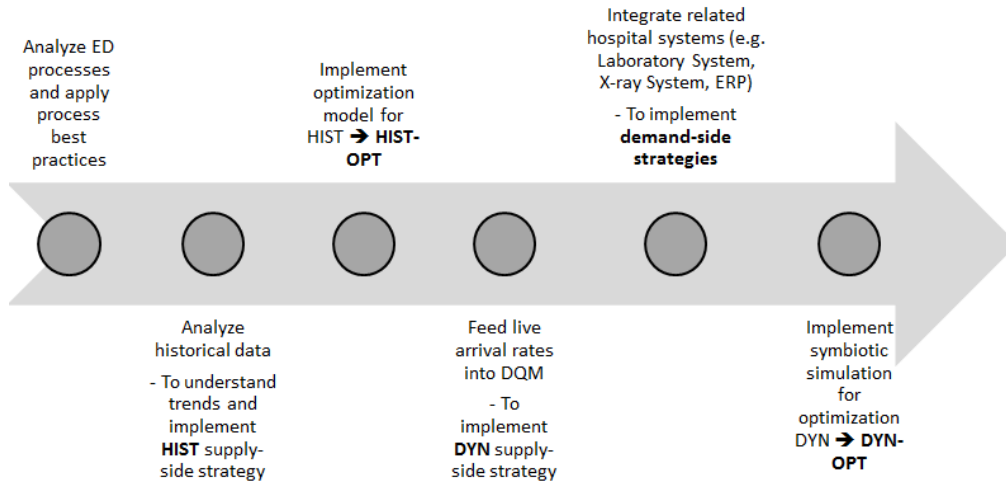 Analyze ED
processes
and apply
process
best
practices
Analyze
historical data
- To understand
trends and
implement
HIST supply-
side strategy
Implement
optimization
model for
HIST ➔ HIST-
OPT
Feed live
arrival rates
into DQM
- To
implement
DYN supply-
side strategy
Integrate related
hospital systems (e.g.
Laboratory System,
X-ray System, ERP)
- To implement
demand-side
strategies
Implement
symbiotic
simulation
for
optimization
DYN ➔ DYN-
OPT